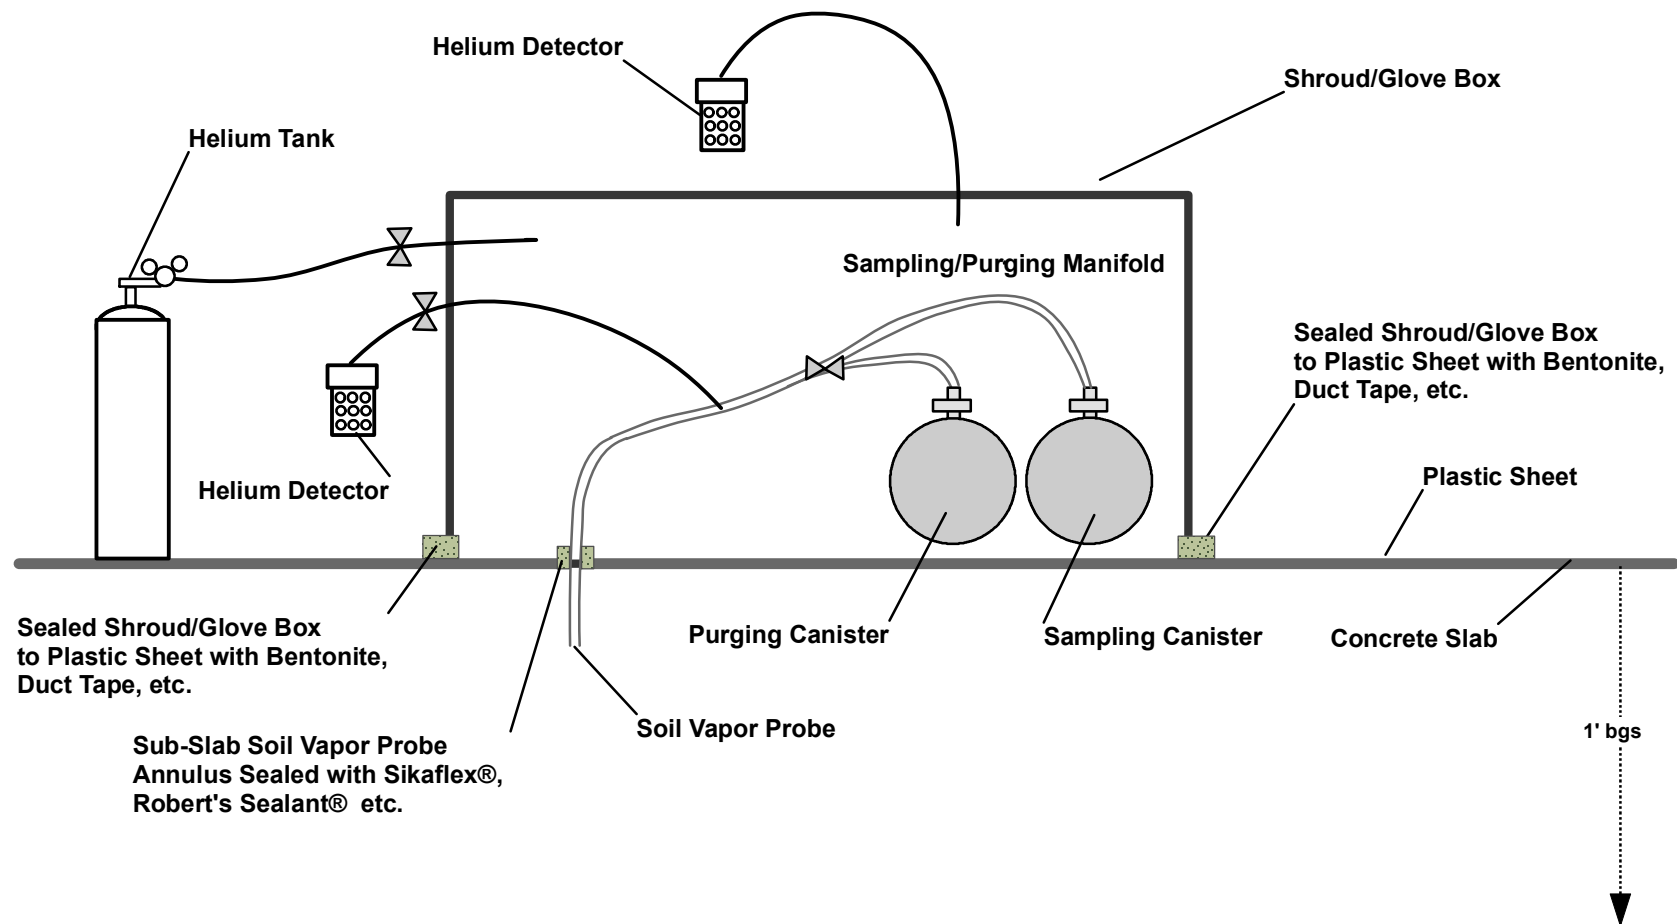 Helium Detector
Shroud/Glove Box
Helium Tank
Sampling/Purging Manifold
Sealed Shroud/Glove Box
to Plastic Sheet with Bentonite,
Duct Tape, etc.
Helium Detector
Plastic Sheet
Sealed Shroud/Glove Box
to Plastic Sheet with Bentonite,
Duct Tape, etc.
Purging Canister
Sampling Canister
Concrete Slab
Soil Vapor Probe
1' bgs
Sub-Slab Soil Vapor Probe
Annulus Sealed with Sikaflex®,
Robert's Sealant® etc.